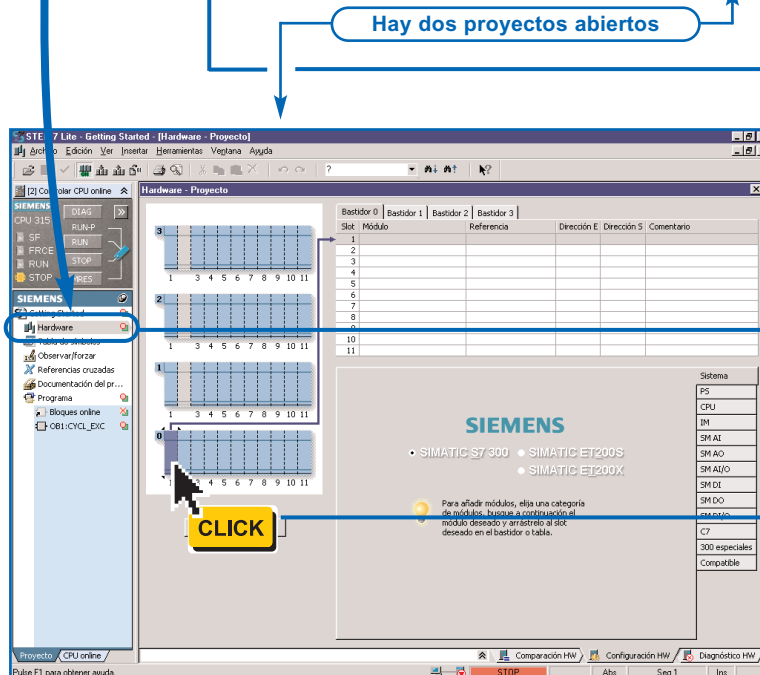 Hay dos proyectos abiertos
STEP 7 Lite - Getting Started - [Hardware - Proyecto]
Archivo Edición Ver Insertar Herramientas Ventana Ayuda
?
[2] Controlar CPU online
Hardware - Proyecto
SIEMENS
CPU 315
DIAG
RUN-P
RUN
STOP
MRES
SF
FRCE
RUN
STOP
SIEMENS
Getting Started
Hardware
Tabla de símbolos
Observar/forzar
Referencias cruzadas
Documentación del pr...
Programa
Bloques online
OB1:CYCL_EXC
3
1 3 4 5 6 7 8 9 10 11
2
1 3 4 5 6 7 8 9 10 11
1
1 3 4 5 6 7 8 9 10 11
0
1 3 4 5 6 7 8 9 10 11
CLICK
Bastidor 0 Bastidor 1 Bastidor 2 Bastidor 3
Slot Módulo Referencia Dirección E Dirección S Comentario
1
2
3
4
5
6
7
8
9
10
11
SIEMENS
SIMATIC S7 300 SIMATIC ET200S
SIMATIC ET200X
Para añadir módulos, elija una categoría
de módulos, busque a continuación el
módulo deseado y arrástrelo al slot
deseado en el bastidor o tabla.
Sistema
PS
CPU
IM
SM AI
SM AO
SM AI/O
SM DI
SM DO
SM DI/O
C7
300 especiales
Compatible
Proyecto CPU online
Comparación HW Configuración HW Diagnóstico HW
Pulse F1 para obtener ayuda.
STOP Abs Seg 1 Ins